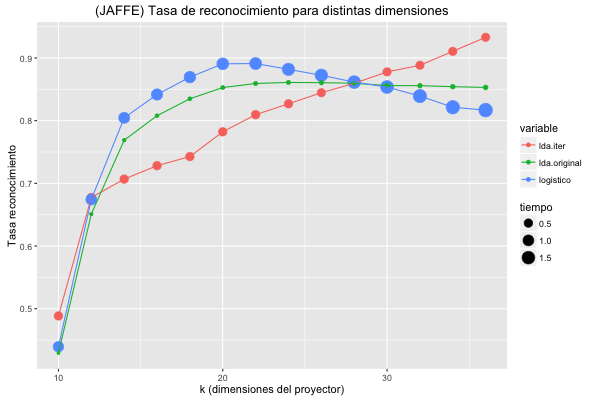 (JAFFE) Tasa de reconocimiento para distintas dimensiones
Tasa reconocimiento
0.9
0.8
0.7
0.6
0.5
10
20
30
k (dimensiones del proyector)
variable
lda.iter
lda.original
logistico
tiempo
0.5
1.0
1.5